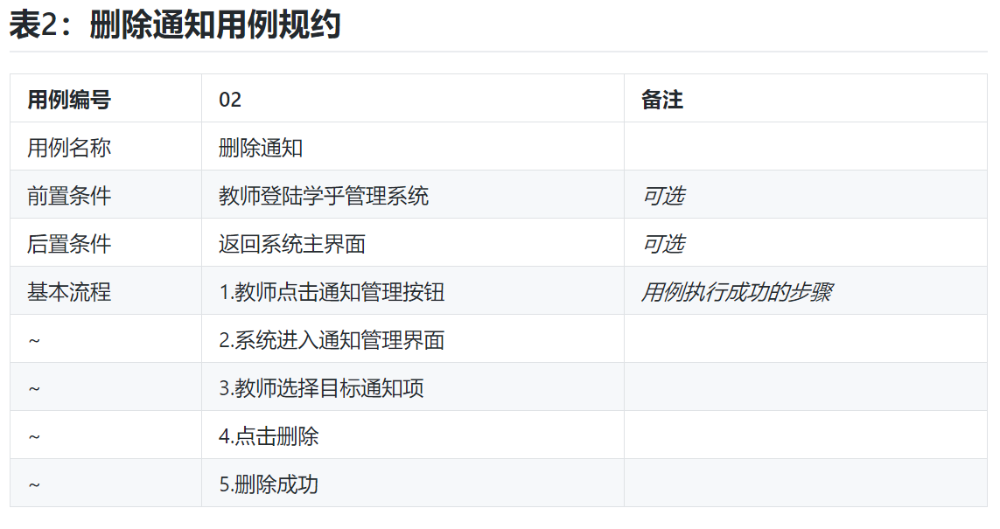 表2：删除通知用例规约
用例编号 02 备注
用例名称 删除通知
前置条件 教师登陆学乎管理系统 可选
后置条件 返回系统主界面 可选
基本流程 1.教师点击通知管理按钮 用例执行成功的步骤
~ 2.系统进入通知管理界面
~ 3.教师选择目标通知项
~ 4.点击删除
~ 5.删除成功